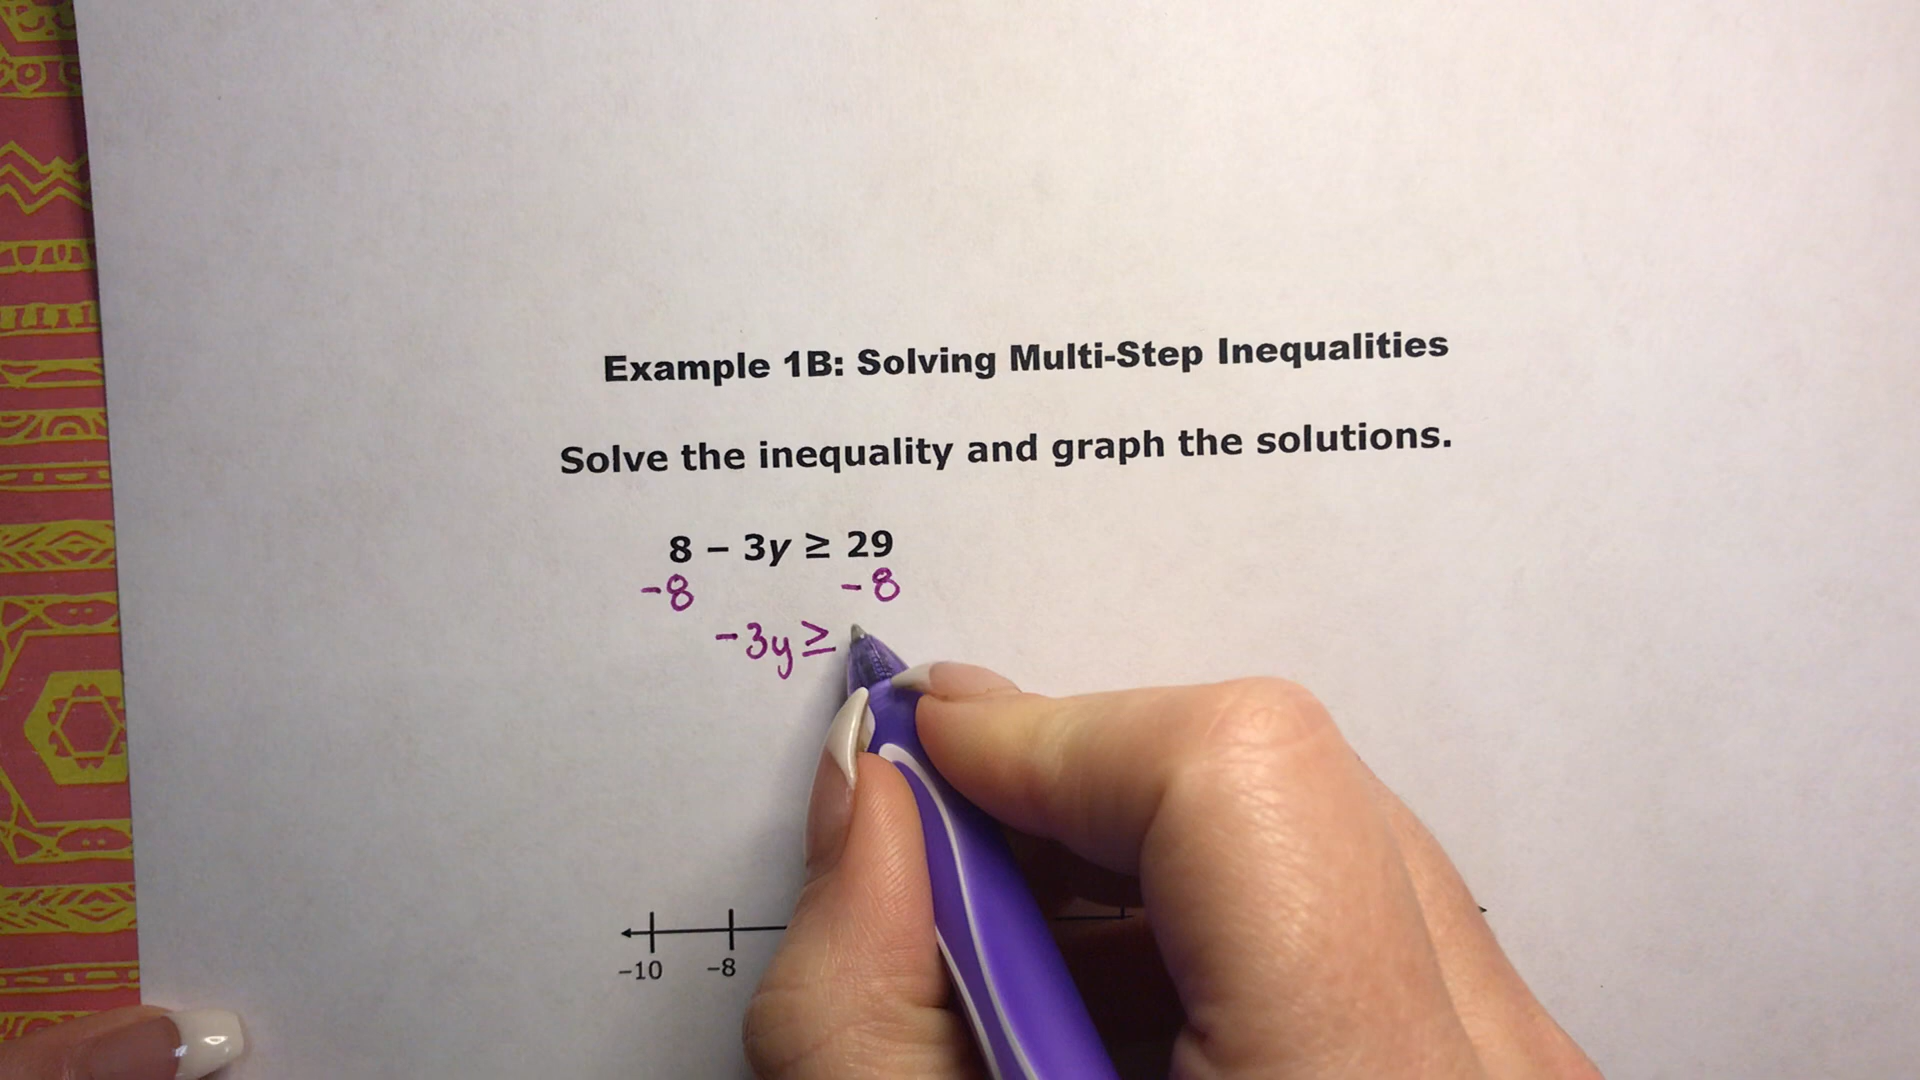 Example 1B: Solving Multi-Step Inequalities
Solve the inequality and graph the solutions.
8 – 3y ≥ 29
-8 -8
-3y ≥
–10 –8